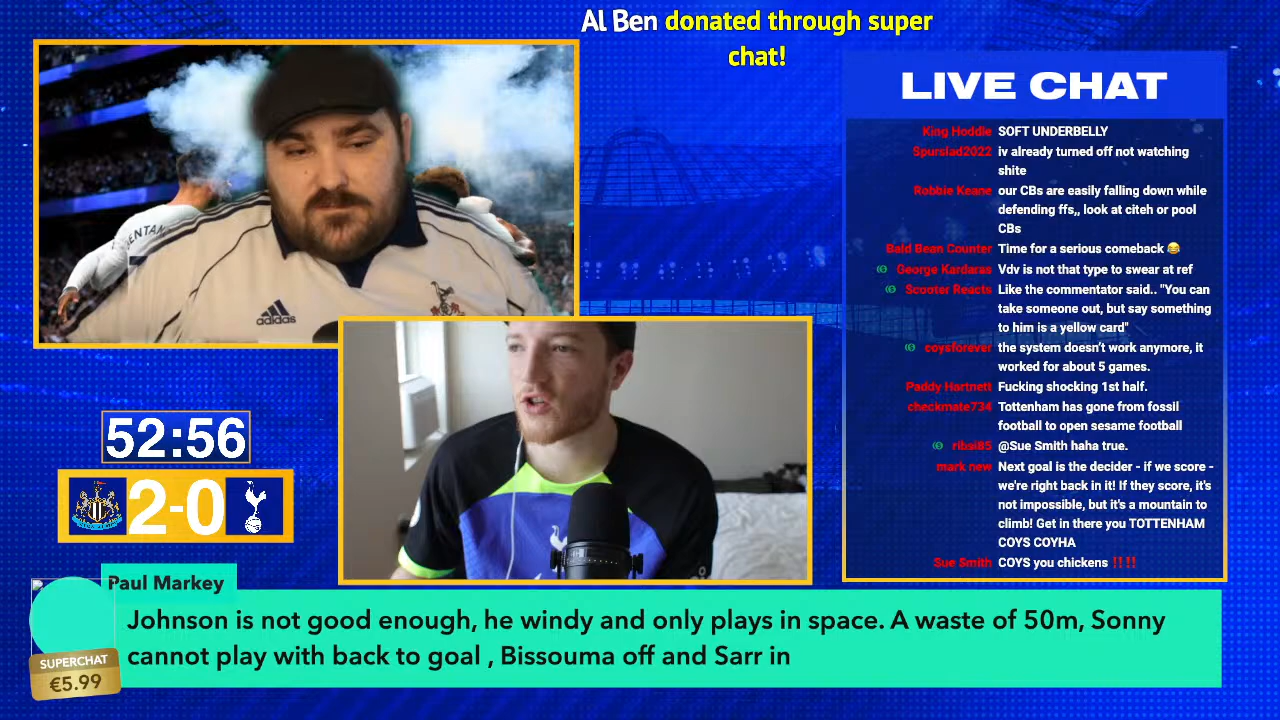 Al Ben donated through super
chat!
LIVE CHAT
King Hoddle SOFT UNDERBELLY
Spurslad2022 iv already turned off not watching
shite
Robbie Keane our CBs are easily falling down while
defending ffs,, look at citeh or pool
CBs
Bald Bean Counter Time for a serious comeback 😂
George Kardaras Vdv is not that type to swear at ref
Scooter Reacts Like the commentator said.. "You can
take someone out, but say something
to him is a yellow card"
coysforever the system doesn't work anymore, it
worked for about 5 games.
Paddy Hartnett Fucking shocking 1st half.
checkmate734 Tottenham has gone from fossil
football to open sesame football
ribsi85 @Sue Smith haha true.
mark new Next goal is the decider - if we score -
we're right back in it! If they score, it's
not impossible, but it's a mountain to
climb! Get in there you TOTTENHAM
COYS COYHA
Sue Smith COYS you chickens ‼️‼️
BENTAN
adidas
52:56
2-0
Paul Markey
Johnson is not good enough, he windy and only plays in space. A waste of 50m, Sonny
cannot play with back to goal , Bissouma off and Sarr in
SUPERCHAT
€5.99